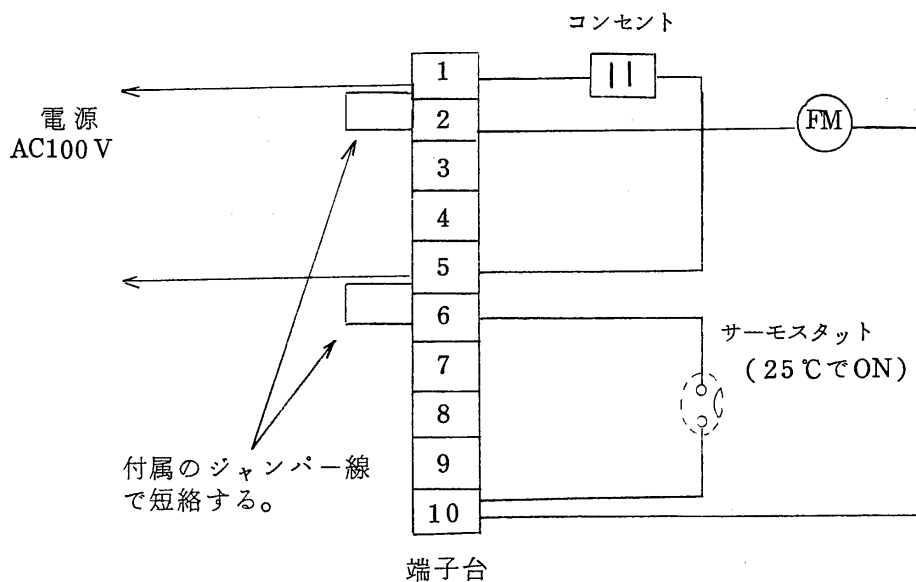 コンセント
1
電源
AC100V
2
FM
3
4
5
6
サーモスタット
(25℃でON)
7
8
9
付属のジャンパー線
で短絡する。
10
端子台